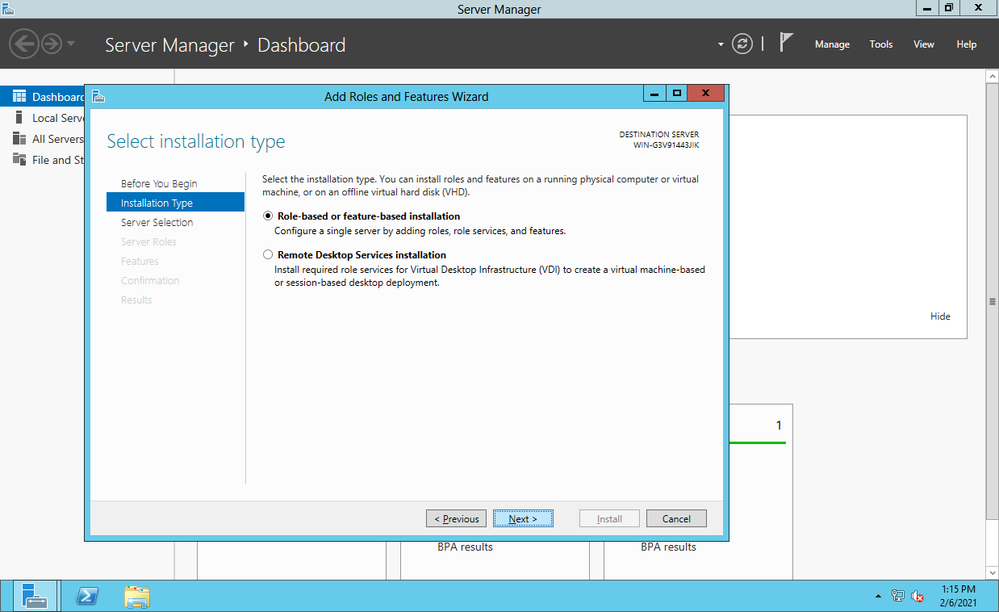 Server Manager
Server Manager ‣ Dashboard
Manage Tools View Help
Dashboard
Local Serve
All Servers
File and St
Add Roles and Features Wizard
Select installation type
DESTINATION SERVER
WIN-G3V91443JIK
Before You Begin
Installation Type
Server Selection
Server Roles
Features
Confirmation
Results
Select the installation type. You can install roles and features on a running physical computer or virtual
machine, or on an offline virtual hard disk (VHD).
Role-based or feature-based installation
Configure a single server by adding roles, role services, and features.
Remote Desktop Services installation
Install required role services for Virtual Desktop Infrastructure (VDI) to create a virtual machine-based
or session-based desktop deployment.
Hide
1
< Previous Next > Install Cancel
BPA results BPA results
1:15 PM
2/6/2021